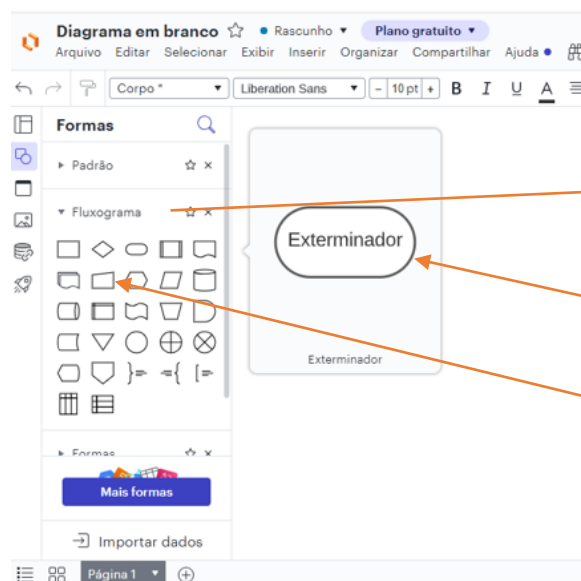 Diagrama em branco Rascunho Plano gratuito
Arquivo Editar Selecionar Exibir Inserir Organizar Compartilhar Ajuda
Corpo * Liberation Sans - 10 pt + B I U A
Formas
Padrão
Fluxograma
Exterminador
Exterminador
Formas
Mais formas
Importar dados
Página 1